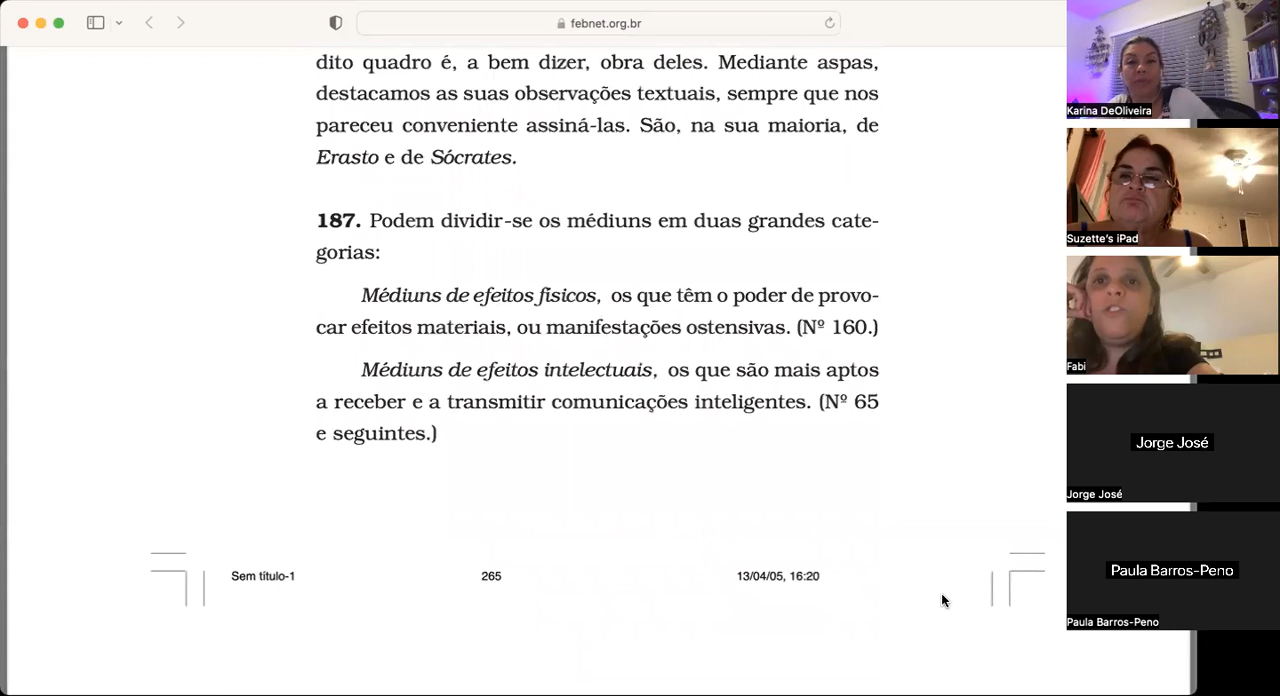 febnet.org.br
dito quadro é, a bem dizer, obra deles. Mediante aspas,
destacamos as suas observações textuais, sempre que nos
pareceu conveniente assiná-las. São, na sua maioria, de
Erasto e de Sócrates.
187. Podem dividir-se os médiuns em duas grandes cate-
gorias:
Médiuns de efeitos físicos, os que têm o poder de provo-
car efeitos materiais, ou manifestações ostensivas. (Nº 160.)
Médiuns de efeitos intelectuais, os que são mais aptos
a receber e a transmitir comunicações inteligentes. (Nº 65
e seguintes.)
Sem título-1 265 13/04/05, 16:20
Karina DeOliveira
Suzette's iPad
Fabi
Jorge José
Jorge José
Paula Barros-Peno
Paula Barros-Peno